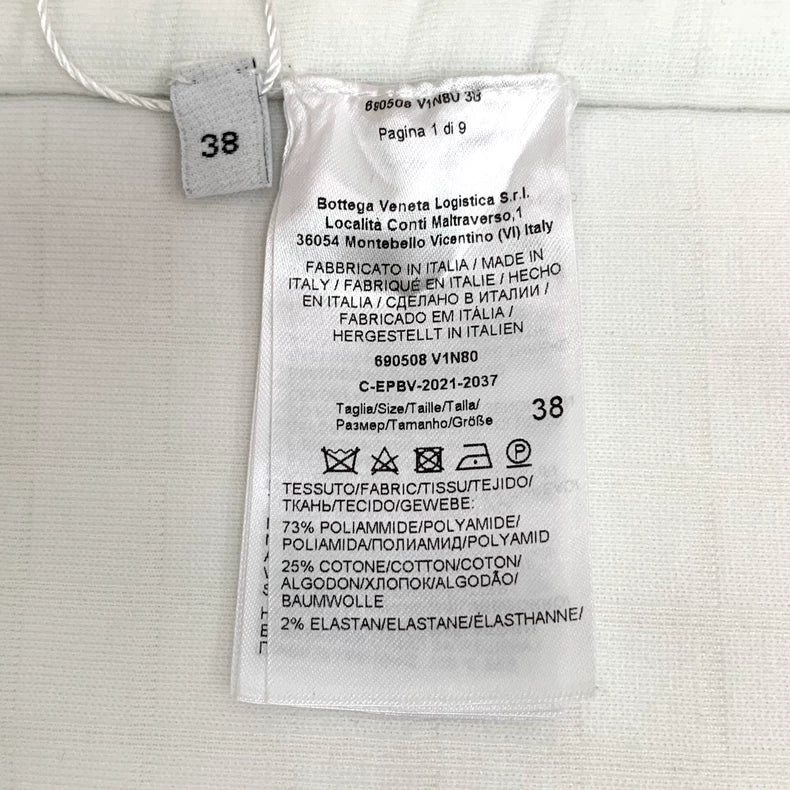 38
690508 V1N80 38
Pagina 1 di 9
Bottega Veneta Logistica S.r.l.
Località Conti Maltraverso,1
36054 Montebello Vicentino (VI) Italy
FABBRICATO IN ITALIA / MADE IN
ITALY / FABRIQUÉ EN ITALIE / HECHO
EN ITALIA / СДЕЛАНО В ИТАЛИИ /
FABRICADO EM ITÁLIA /
HERGESTELLT IN ITALIEN
690508 V1N80
C-EPBV-2021-2037
Taglia/Size/Taille/Talla/
Размер/Tamanho/Größe
38
P
TESSUTO/FABRIC/TISSU/TEJIDO/
ТКАНЬ/TECIDO/GEWEBE:
73% POLIAMMIDE/POLYAMIDE/
POLIAMIDA/ПОЛИАМИД/POLYAMID
25% COTONE/COTTON/COTON/
ALGODON/ХЛОПОК/ALGODÃO/
BAUMWOLLE
2% ELASTAN/ELASTANE/ÉLASTHANNE/